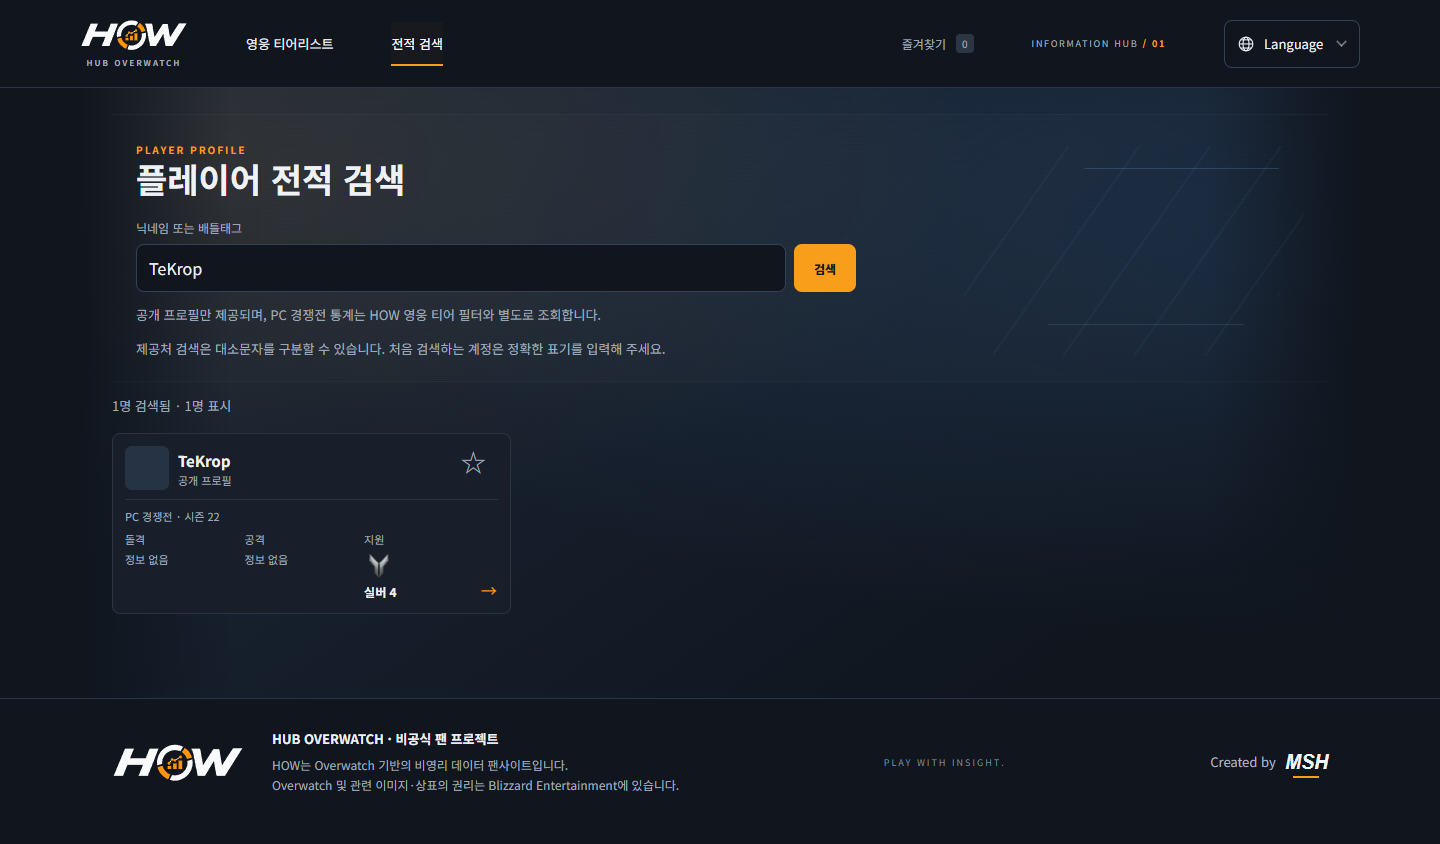 HOW
HUB OVERWATCH
영웅 티어리스트
전적 검색
즐겨찾기 0
INFORMATION HUB / 01
Language
PLAYER PROFILE
플레이어 전적 검색
닉네임 또는 배틀태그
TeKrop
검색
공개 프로필만 제공되며, PC 경쟁전 통계는 HOW 영웅 티어 필터와 별도로 조회합니다.
제공처 검색은 대소문자를 구분할 수 있습니다. 처음 검색하는 계정은 정확한 표기를 입력해 주세요.
1명 검색됨 · 1명 표시
TeKrop
공개 프로필
PC 경쟁전 · 시즌 22
돌격
공격
지원
정보 없음
정보 없음
실버 4
→
HOW
HUB OVERWATCH · 비공식 팬 프로젝트
HOW는 Overwatch 기반의 비영리 데이터 팬사이트입니다.
Overwatch 및 관련 이미지·상표의 권리는 Blizzard Entertainment에 있습니다.
PLAY WITH INSIGHT.
Created by MSH